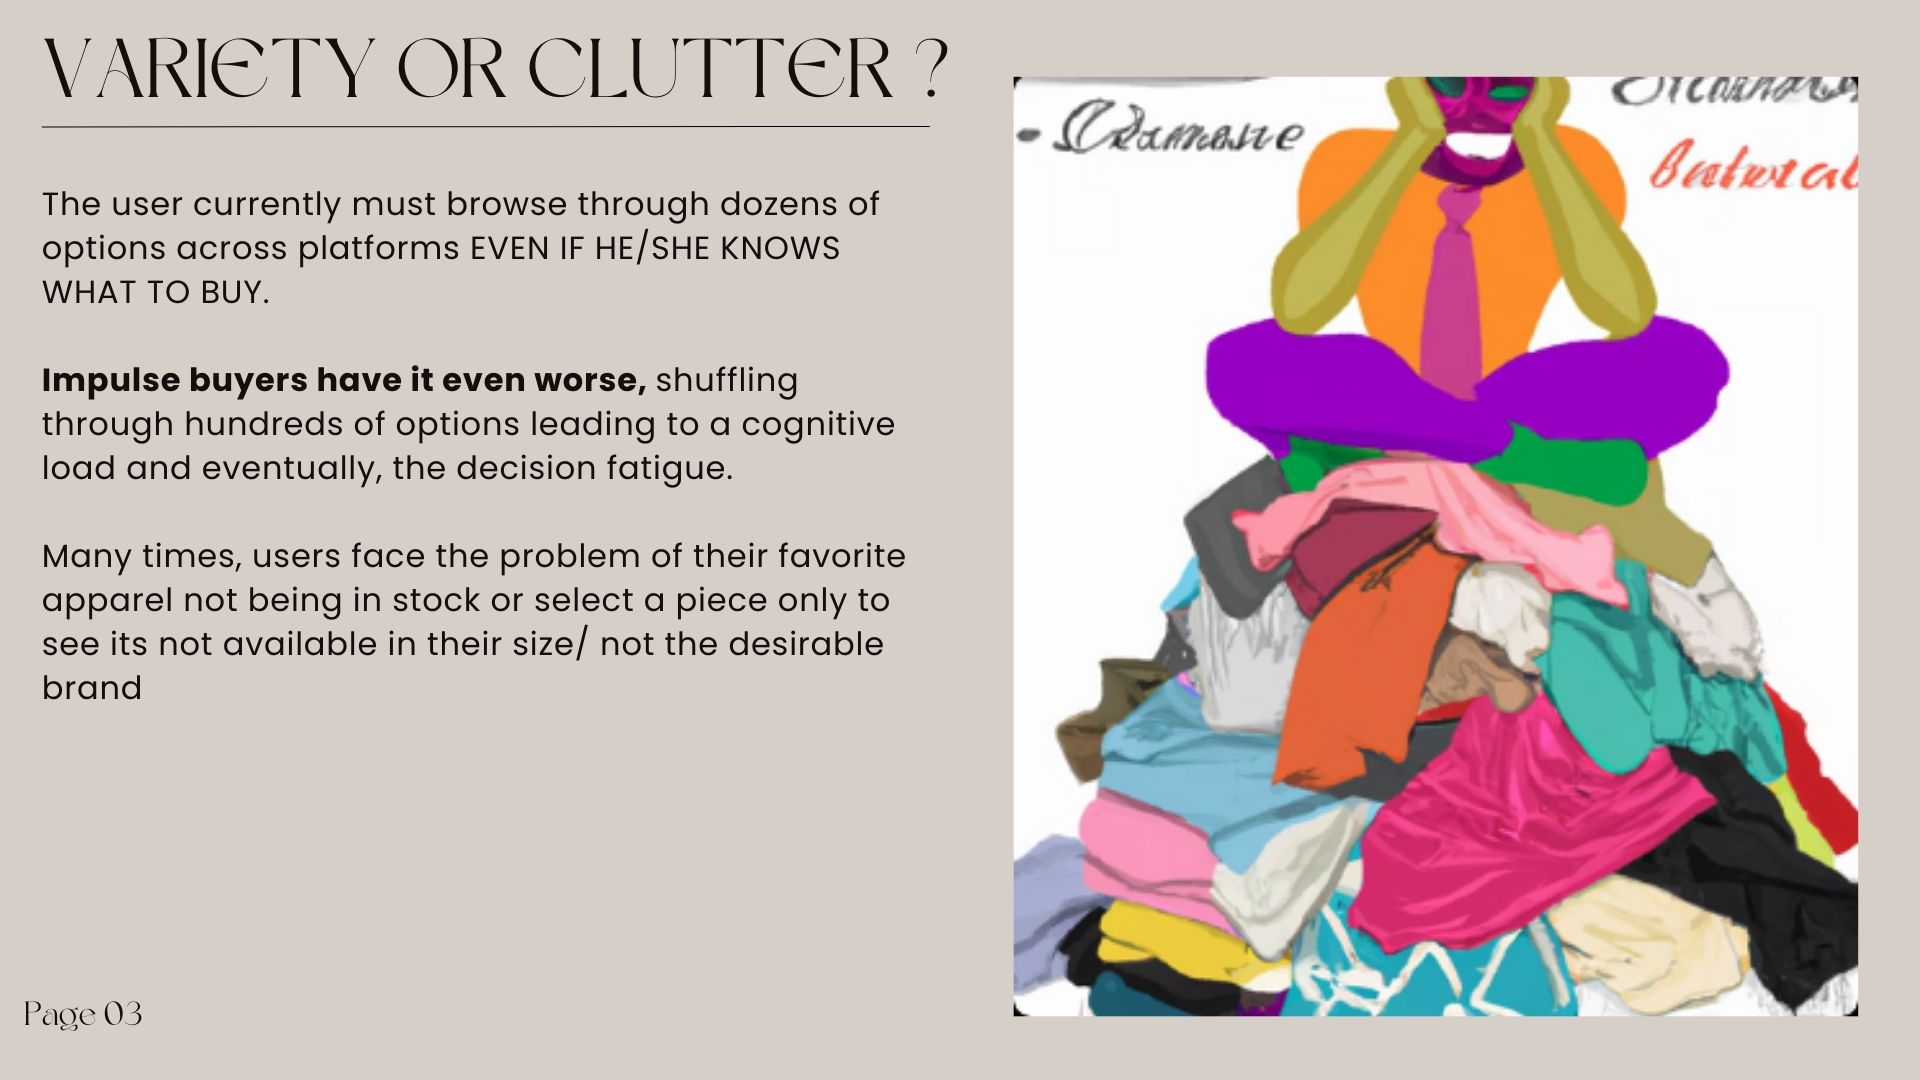 VARIETY OR CLUTTER ?
The user currently must browse through dozens of
options across platforms EVEN IF HE/SHE KNOWS
WHAT TO BUY.
Impulse buyers have it even worse, shuffling
through hundreds of options leading to a cognitive
load and eventually, the decision fatigue.
Many times, users face the problem of their favorite
apparel not being in stock or select a piece only to
see its not available in their size/ not the desirable
brand
Page 03